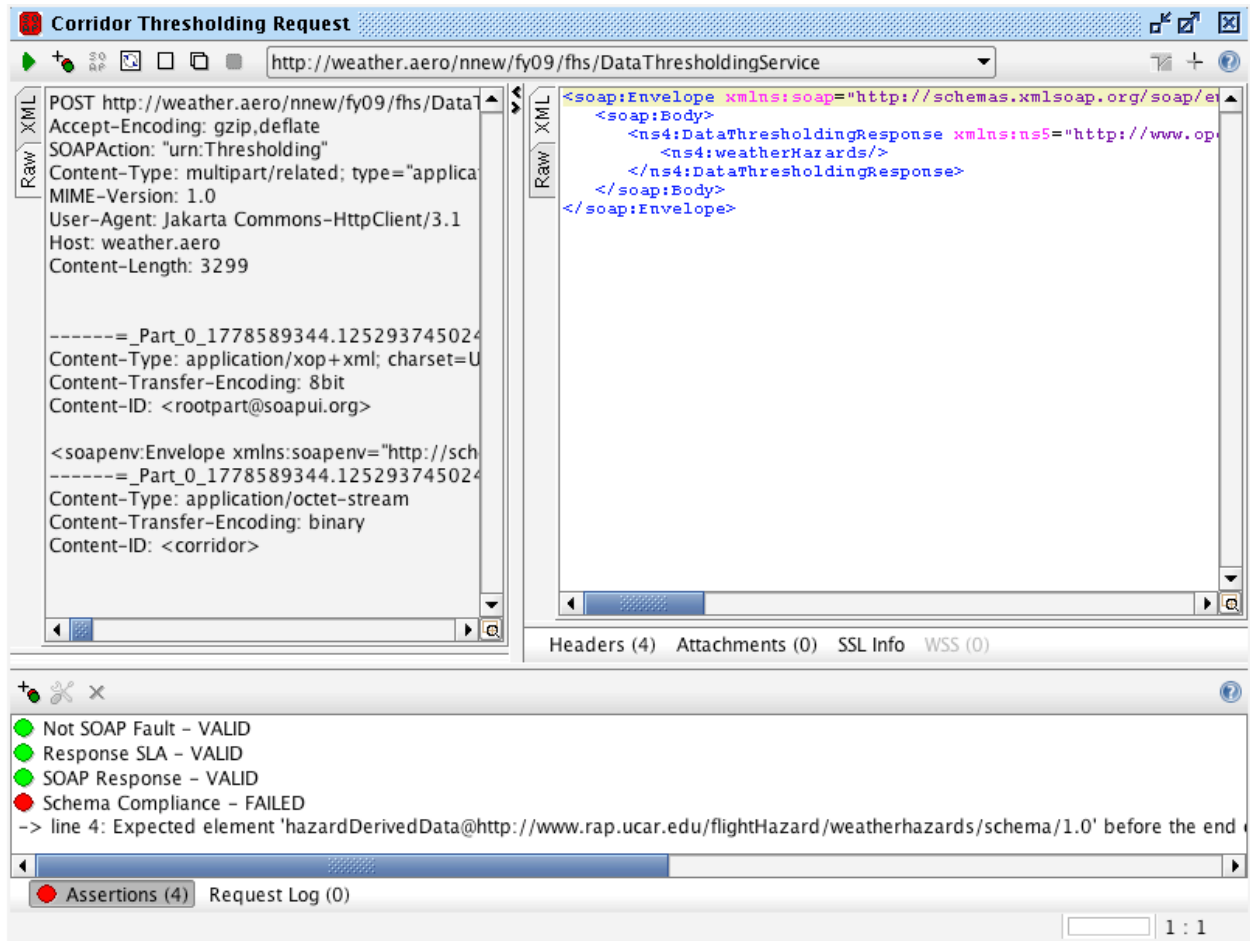 Corridor Thresholding Request
http://weather.aero/nnew/fy09/fhs/DataThresholdingService
XML
Raw
POST http://weather.aero/nnew/fy09/fhs/DataT
Accept-Encoding: gzip,deflate
SOAPAction: "urn:Thresholding"
Content-Type: multipart/related; type="applica
MIME-Version: 1.0
User-Agent: Jakarta Commons-HttpClient/3.1
Host: weather.aero
Content-Length: 3299
------=_Part_0_1778589344.125293745024
Content-Type: application/xop+xml; charset=U
Content-Transfer-Encoding: 8bit
Content-ID: <rootpart@soapui.org>
<soapenv:Envelope xmlns:soapenv="http://sch
------=_Part_0_1778589344.125293745024
Content-Type: application/octet-stream
Content-Transfer-Encoding: binary
Content-ID: <corridor>
XML
Raw
<soap:Envelope xmlns:soap="http://schemas.xmlsoap.org/soap/e
<soap:Body>
<ns4:DataThresholdingResponse xmlns:ns5="http://www.op
<ns4:weatherHazards/>
</ns4:DataThresholdingResponse>
</soap:Body>
</soap:Envelope>
Headers (4) Attachments (0) SSL Info WSS (0)
Not SOAP Fault - VALID
Response SLA - VALID
SOAP Response - VALID
Schema Compliance - FAILED
-> line 4: Expected element 'hazardDerivedData@http://www.rap.ucar.edu/flightHazard/weatherhazards/schema/1.0' before the end
Assertions (4) Request Log (0)
1 : 1